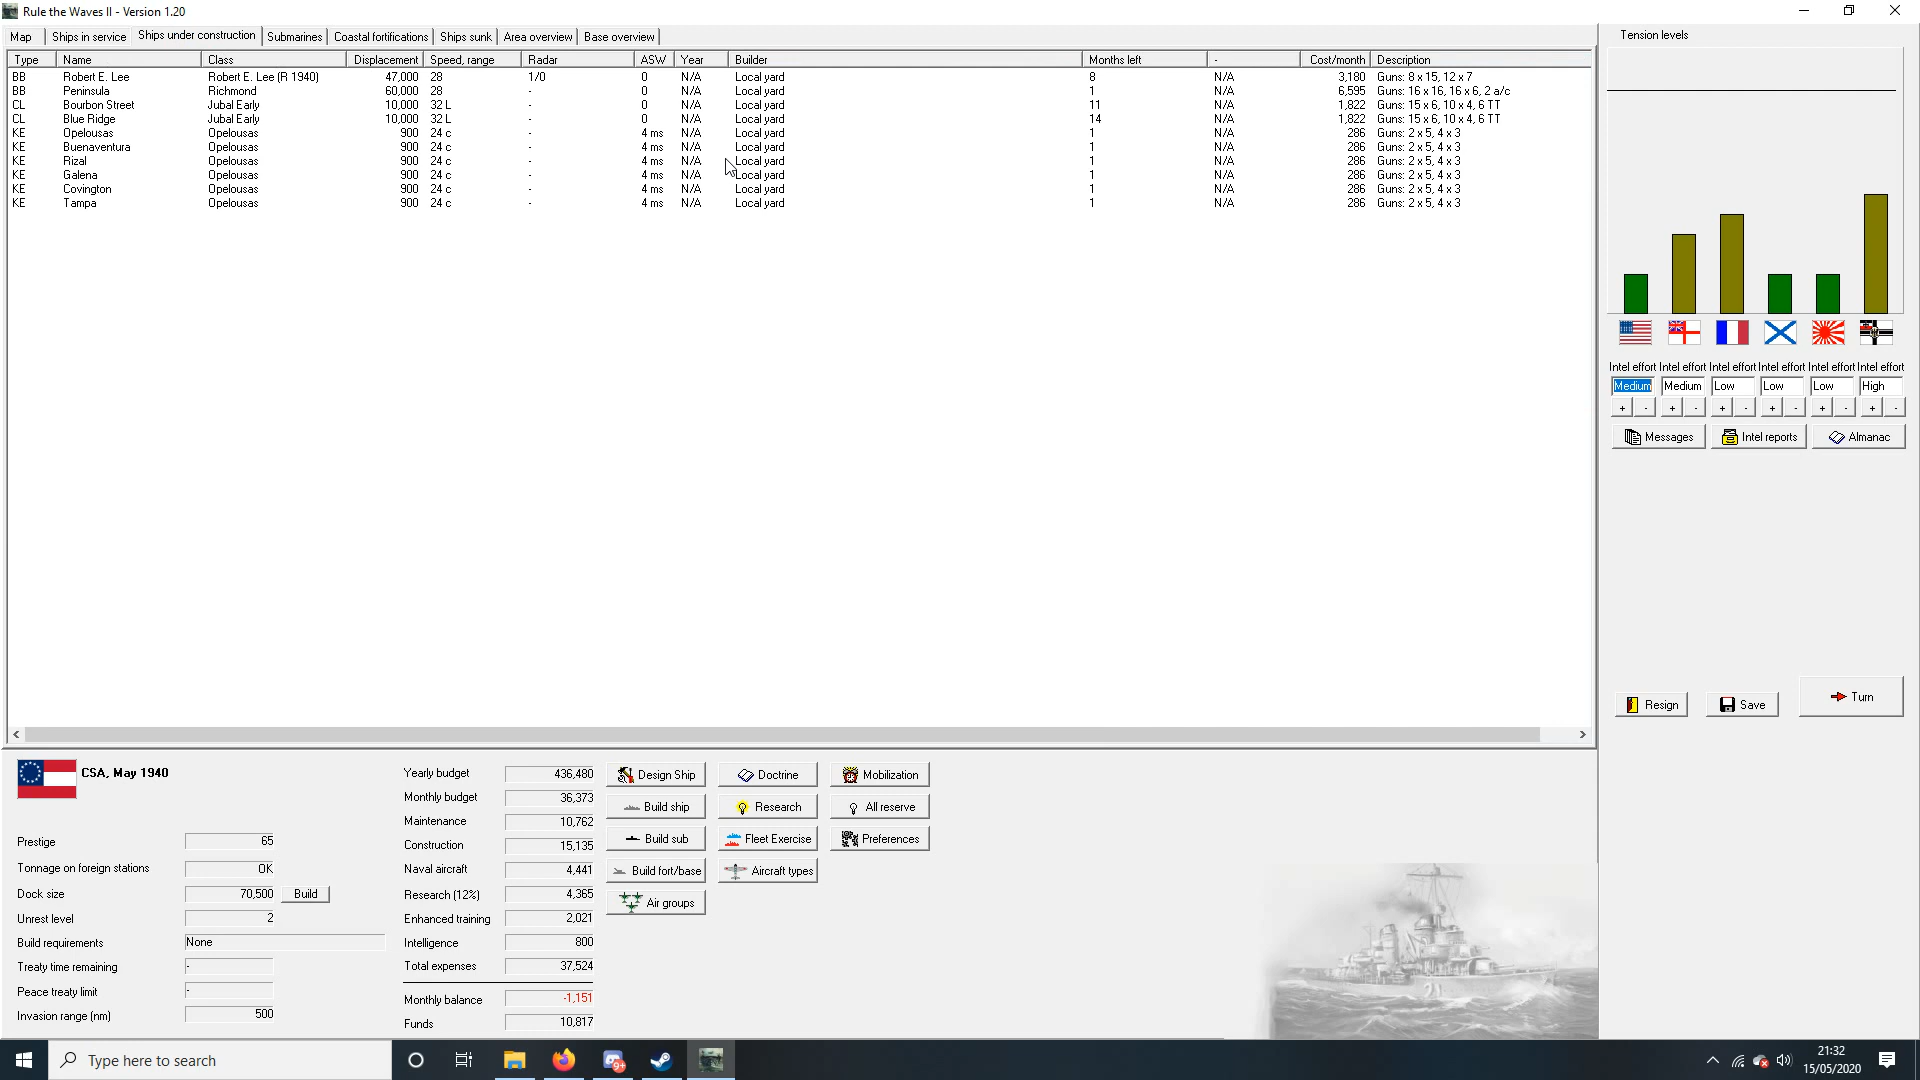 Rule the Waves II - Version 1.20
Map Ships in service Ships under construction Submarines Coastal fortifications Ships sunk Area overview Base overview
Type Name Class Displacement Speed, range Radar ASW Year Builder Months left - Cost/month Description
BB Robert E. Lee Robert E. Lee (R 1940) 47,000 28 1/0 0 N/A Local yard 8 N/A 3,180 Guns: 8 x 15, 12 x 7
BB Peninsula Richmond 60,000 28 - 0 N/A Local yard 1 N/A 6,595 Guns: 16 x 16, 16 x 6, 2 a/c
CL Bourbon Street Jubal Early 10,000 32 L - 0 N/A Local yard 11 N/A 1,822 Guns: 15 x 6, 10 x 4, 6 TT
CL Blue Ridge Jubal Early 10,000 32 L - 0 N/A Local yard 14 N/A 1,822 Guns: 15 x 6, 10 x 4, 6 TT
KE Opelousas Opelousas 900 24 c - 4 ms N/A Local yard 1 N/A 286 Guns: 2 x 5, 4 x 3
KE Buenaventura Opelousas 900 24 c - 4 ms N/A Local yard 1 N/A 286 Guns: 2 x 5, 4 x 3
KE Rizal Opelousas 900 24 c - 4 ms N/A Local yard 1 N/A 286 Guns: 2 x 5, 4 x 3
KE Galena Opelousas 900 24 c - 4 ms N/A Local yard 1 N/A 286 Guns: 2 x 5, 4 x 3
KE Covington Opelousas 900 24 c - 4 ms N/A Local yard 1 N/A 286 Guns: 2 x 5, 4 x 3
KE Tampa Opelousas 900 24 c - 4 ms N/A Local yard 1 N/A 286 Guns: 2 x 5, 4 x 3
Tension levels
Intel effort Intel effort Intel effort Intel effort Intel effort Intel effort
Medium Medium Low Low Low High
+ - + - + - + - + - + -
Messages Intel reports Almanac
Resign Save Turn
CSA, May 1940
Prestige 65
Tonnage on foreign stations OK
Dock size 70,500 Build
Unrest level 2
Build requirements None
Treaty time remaining -
Peace treaty limit -
Invasion range (nm) 500
Yearly budget 436,480
Monthly budget 36,373
Maintenance 10,762
Construction 15,135
Naval aircraft 4,441
Research (12%) 4,365
Enhanced training 2,021
Intelligence 800
Total expenses 37,524
Monthly balance -1,151
Funds 10,817
Design Ship Doctrine Mobilization
Build ship Research All reserve
Build sub Fleet Exercise Preferences
Build fort/base Aircraft types
Air groups
Type here to search
9+
21:32
15/05/2020